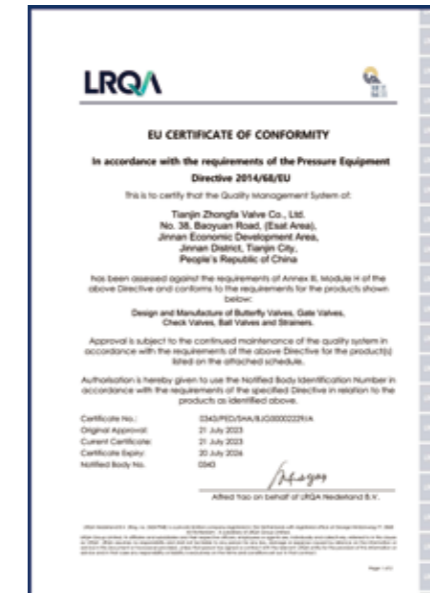 LRQA
EU CERTIFICATE OF CONFORMITY
In accordance with the requirements of the Pressure Equipment
Directive 2014/68/EU
This is to certify that the Quality Management System of:
Tianjin Zhongfa Valve Co., Ltd.
No. 38, Baoyuan Road, (Esat Area),
Jinnan Economic Development Area,
Jinnan District, Tianjin City,
People's Republic of China
has been assessed against the requirements of Annex III, Module H of the
above Directive and conforms to the requirements for the products shown
below:
Design and Manufacture of Butterfly Valves, Gate Valves,
Check Valves, Ball Valves and Strainers.
Approval is subject to the continued maintenance of the quality system in
accordance with the requirements of the above Directive for the product(s)
listed on the attached schedule.
Authorisation is hereby given to use the Notified Body Identification Number in
accordance with the requirements of the specified Directive in relation to the
products as identified above.
Certificate No.: 0343/PED/SHA/BJG00002229/A
Original Approval: 21 July 2023
Current Certificate: 21 July 2023
Certificate Expiry: 20 July 2026
Notified Body No. 0343
Alfred Yao on behalf of LRQA Nederland B.V.
Page 1 of 2